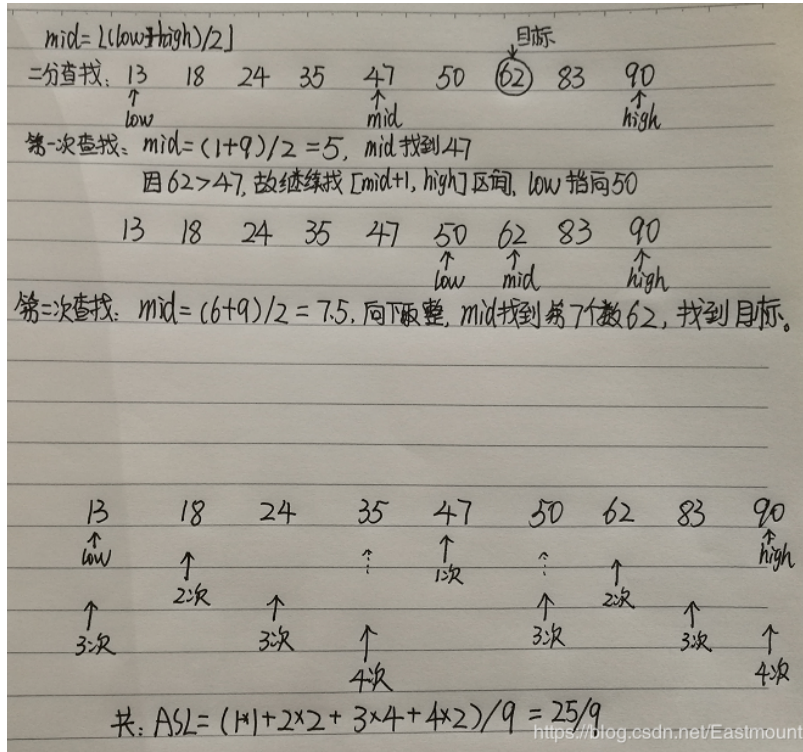 mid=⌊(low+high)/2⌋
目标
二分查找: 13 18 24 35 47 50 62 83 90
low mid high
第一次查找: mid=(1+9)/2=5, mid找到47
因62>47,故继续找[mid+1, high]区间, low指向50
13 18 24 35 47 50 62 83 90
low mid high
第二次查找: mid=(6+9)/2=7.5,向下取整, mid找到第7个数62, 找到目标。
13 18 24 35 47 50 62 83 90
low 1次 high
2次 2次
3次 3次 3次 3次
4次 4次
共: ASL=(1*1+2×2+3×4+4×2)/9=25/9
https://blog.csdn.net/Eastmount